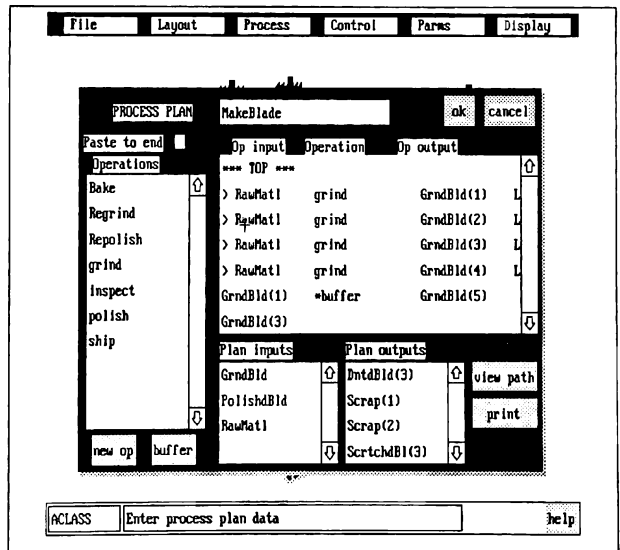 File Layout Process Control Parms Display
PROCESS PLAN MakeBlade ok cancel
Paste to end
Op input Operation Op output
Operations
*** TOP ***
Bake
Regrind
Repolish
grind
inspect
polish
ship
> RawMatl grind GrndBld(1) L
> RawMatl grind GrndBld(2) L
> RawMatl grind GrndBld(3) L
> RawMatl grind GrndBld(4) L
GrndBld(1) *buffer GrndBld(5)
GrndBld(3)
Plan inputs Plan outputs
GrndBld DntdBld(3)
PolishdBld Scrap(1)
RawMatl Scrap(2)
ScrtchdBl(3)
view path
print
new op buffer
ACLASS Enter process plan data help